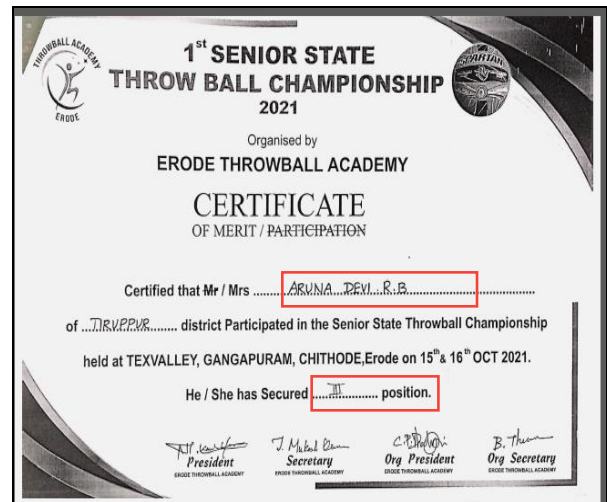 THROWBALL ACADEMY
ERODE
SPARTAN
1st SENIOR STATE
THROW BALL CHAMPIONSHIP
2021
Organised by
ERODE THROWBALL ACADEMY
CERTIFICATE
OF MERIT / PARTICIPATION
Certified that Mr / Mrs ..........ARUNA DEVI. R.B................................
of ...TIRUPPUR........ district Participated in the Senior State Throwball Championship
held at TEXVALLEY, GANGAPURAM, CHITHODE,Erode on 15th & 16th OCT 2021.
He / She has Secured ....III............ position.
President
ERODE THROWBALL ACADEMY
J. Mukesh
Secretary
ERODE THROWBALL ACADEMY
Org President
ERODE THROWBALL ACADEMY
B.
Org Secretary
ERODE THROWBALL ACADEMY